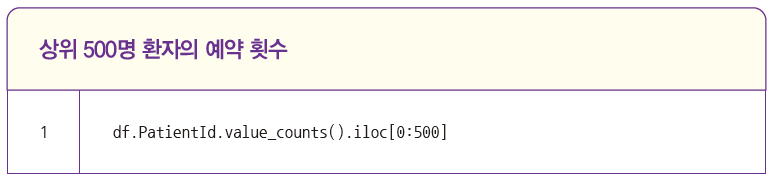 상위 500명 환자의 예약 횟수
1 df.PatientId.value_counts().iloc[0:500]